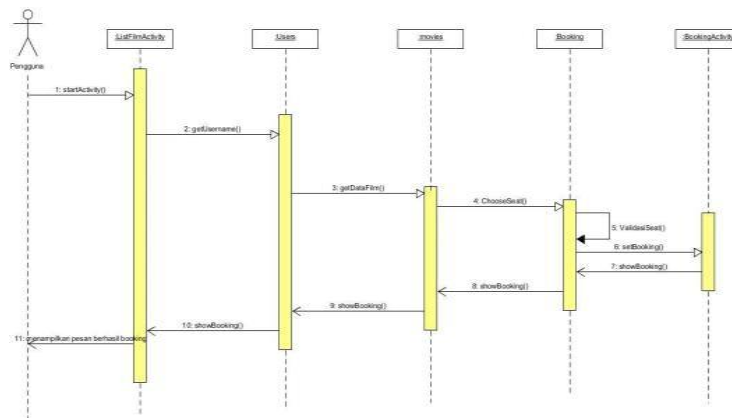 :ListFilmActivity
:Users
:movies
:Booking
:BookingActivity
Pengguna
1: startActivity()
2: getUsername()
3: getDataFilm()
4: ChooseSeat()
5: ValidasiSeat()
6: setBooking()
7: showBooking()
8: showBooking()
9: showBooking()
10: showBooking()
11: menampilkan pesan berhasil booking